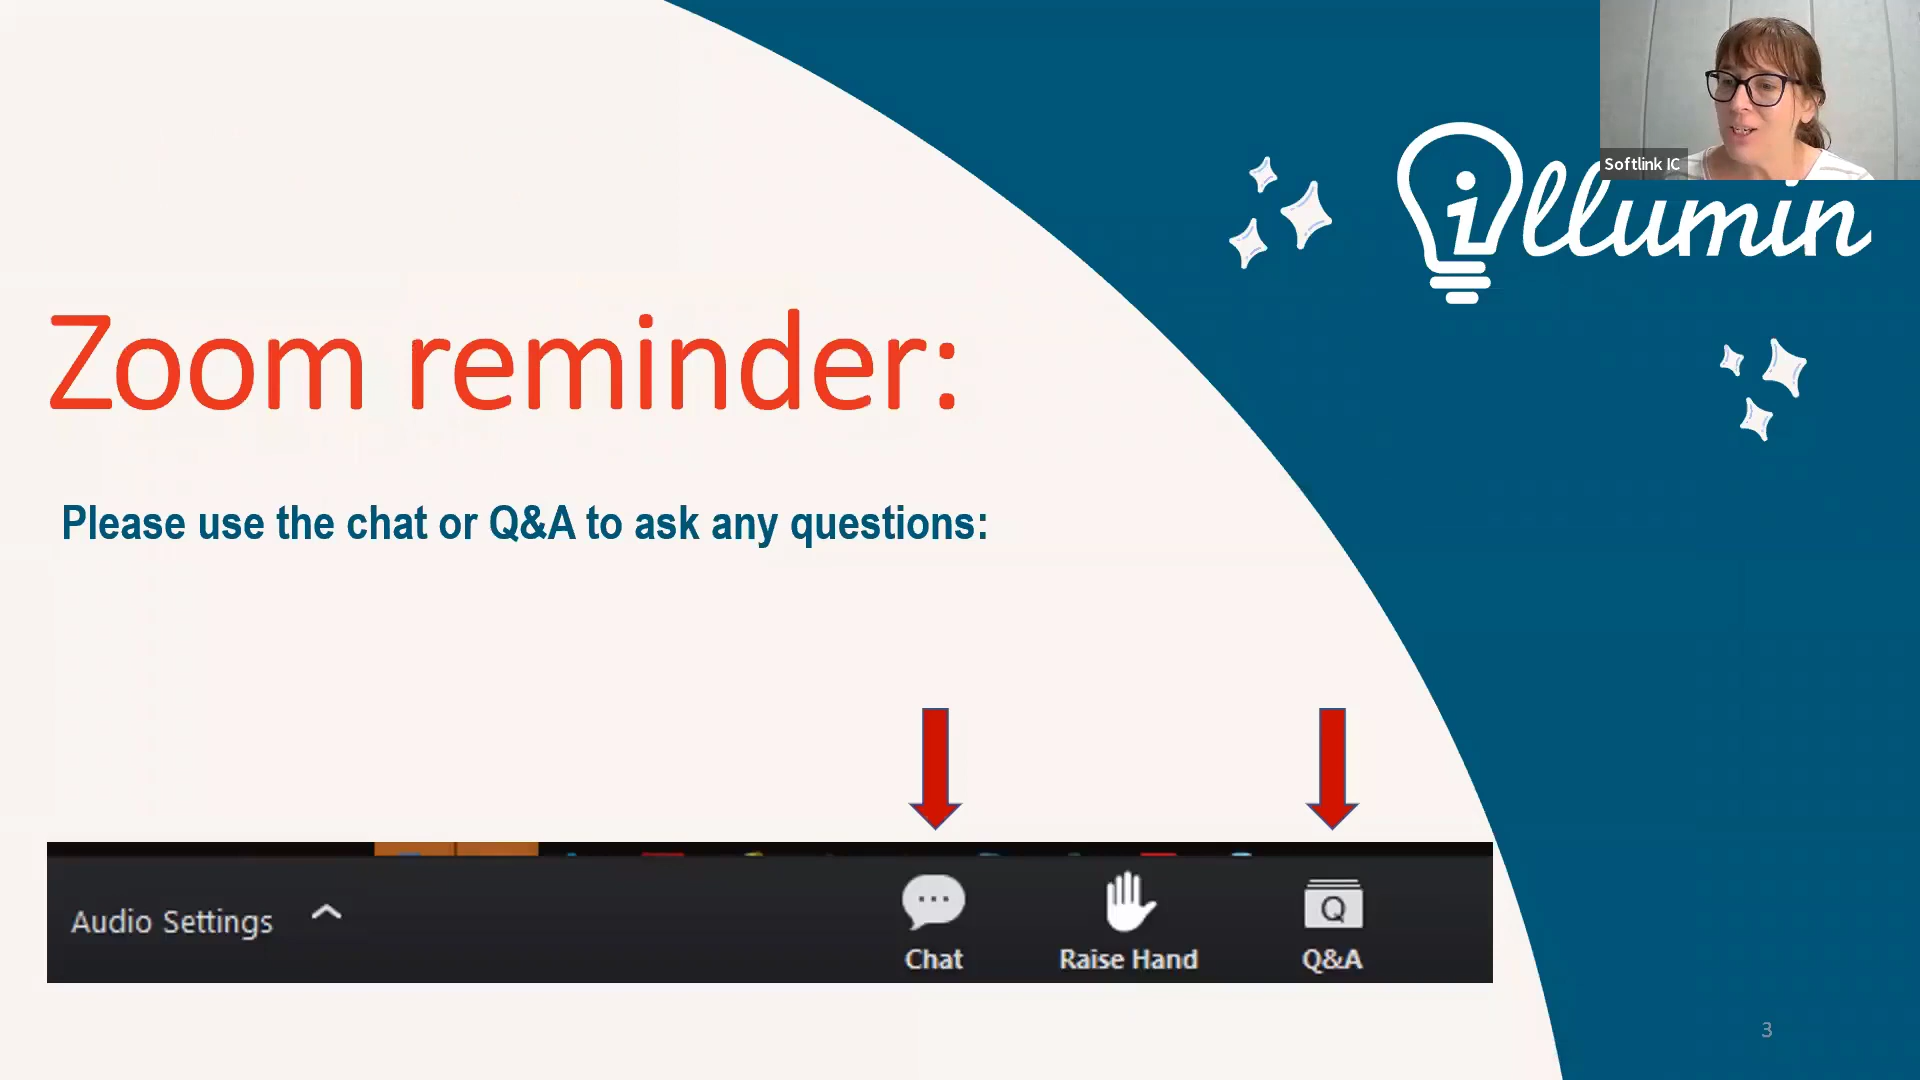 Softlink IC
illumin
Zoom reminder:
Please use the chat or Q&A to ask any questions:
Audio Settings
Chat
Raise Hand
Q
Q&A
3